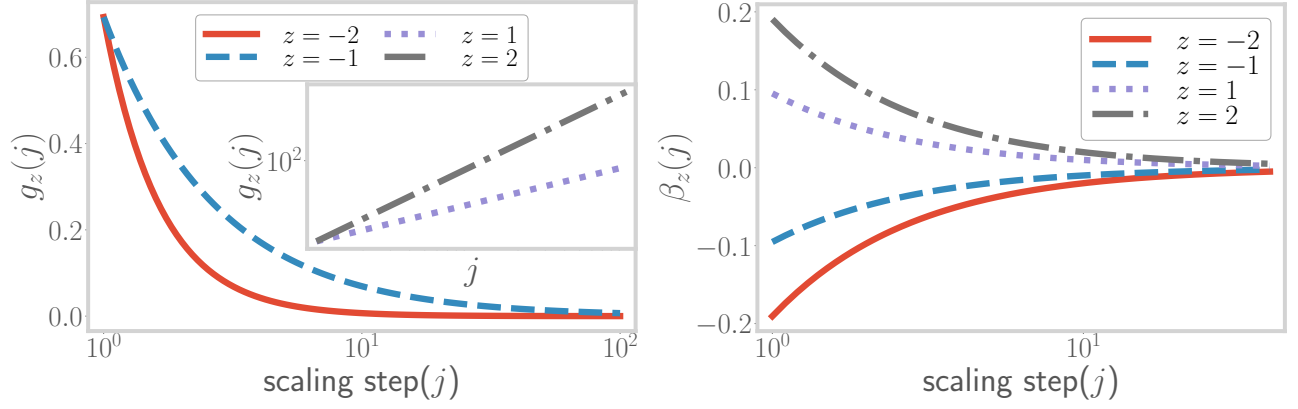 0.6
0.4
0.2
0.0
g_z(j)
z = −2
z = −1
z = 1
z = 2
g_z(j)
10^2
j
10^0
10^1
10^2
scaling step(j)
0.2
0.1
0.0
−0.1
−0.2
β_z(j)
z = −2
z = −1
z = 1
z = 2
10^0
10^1
scaling step(j)